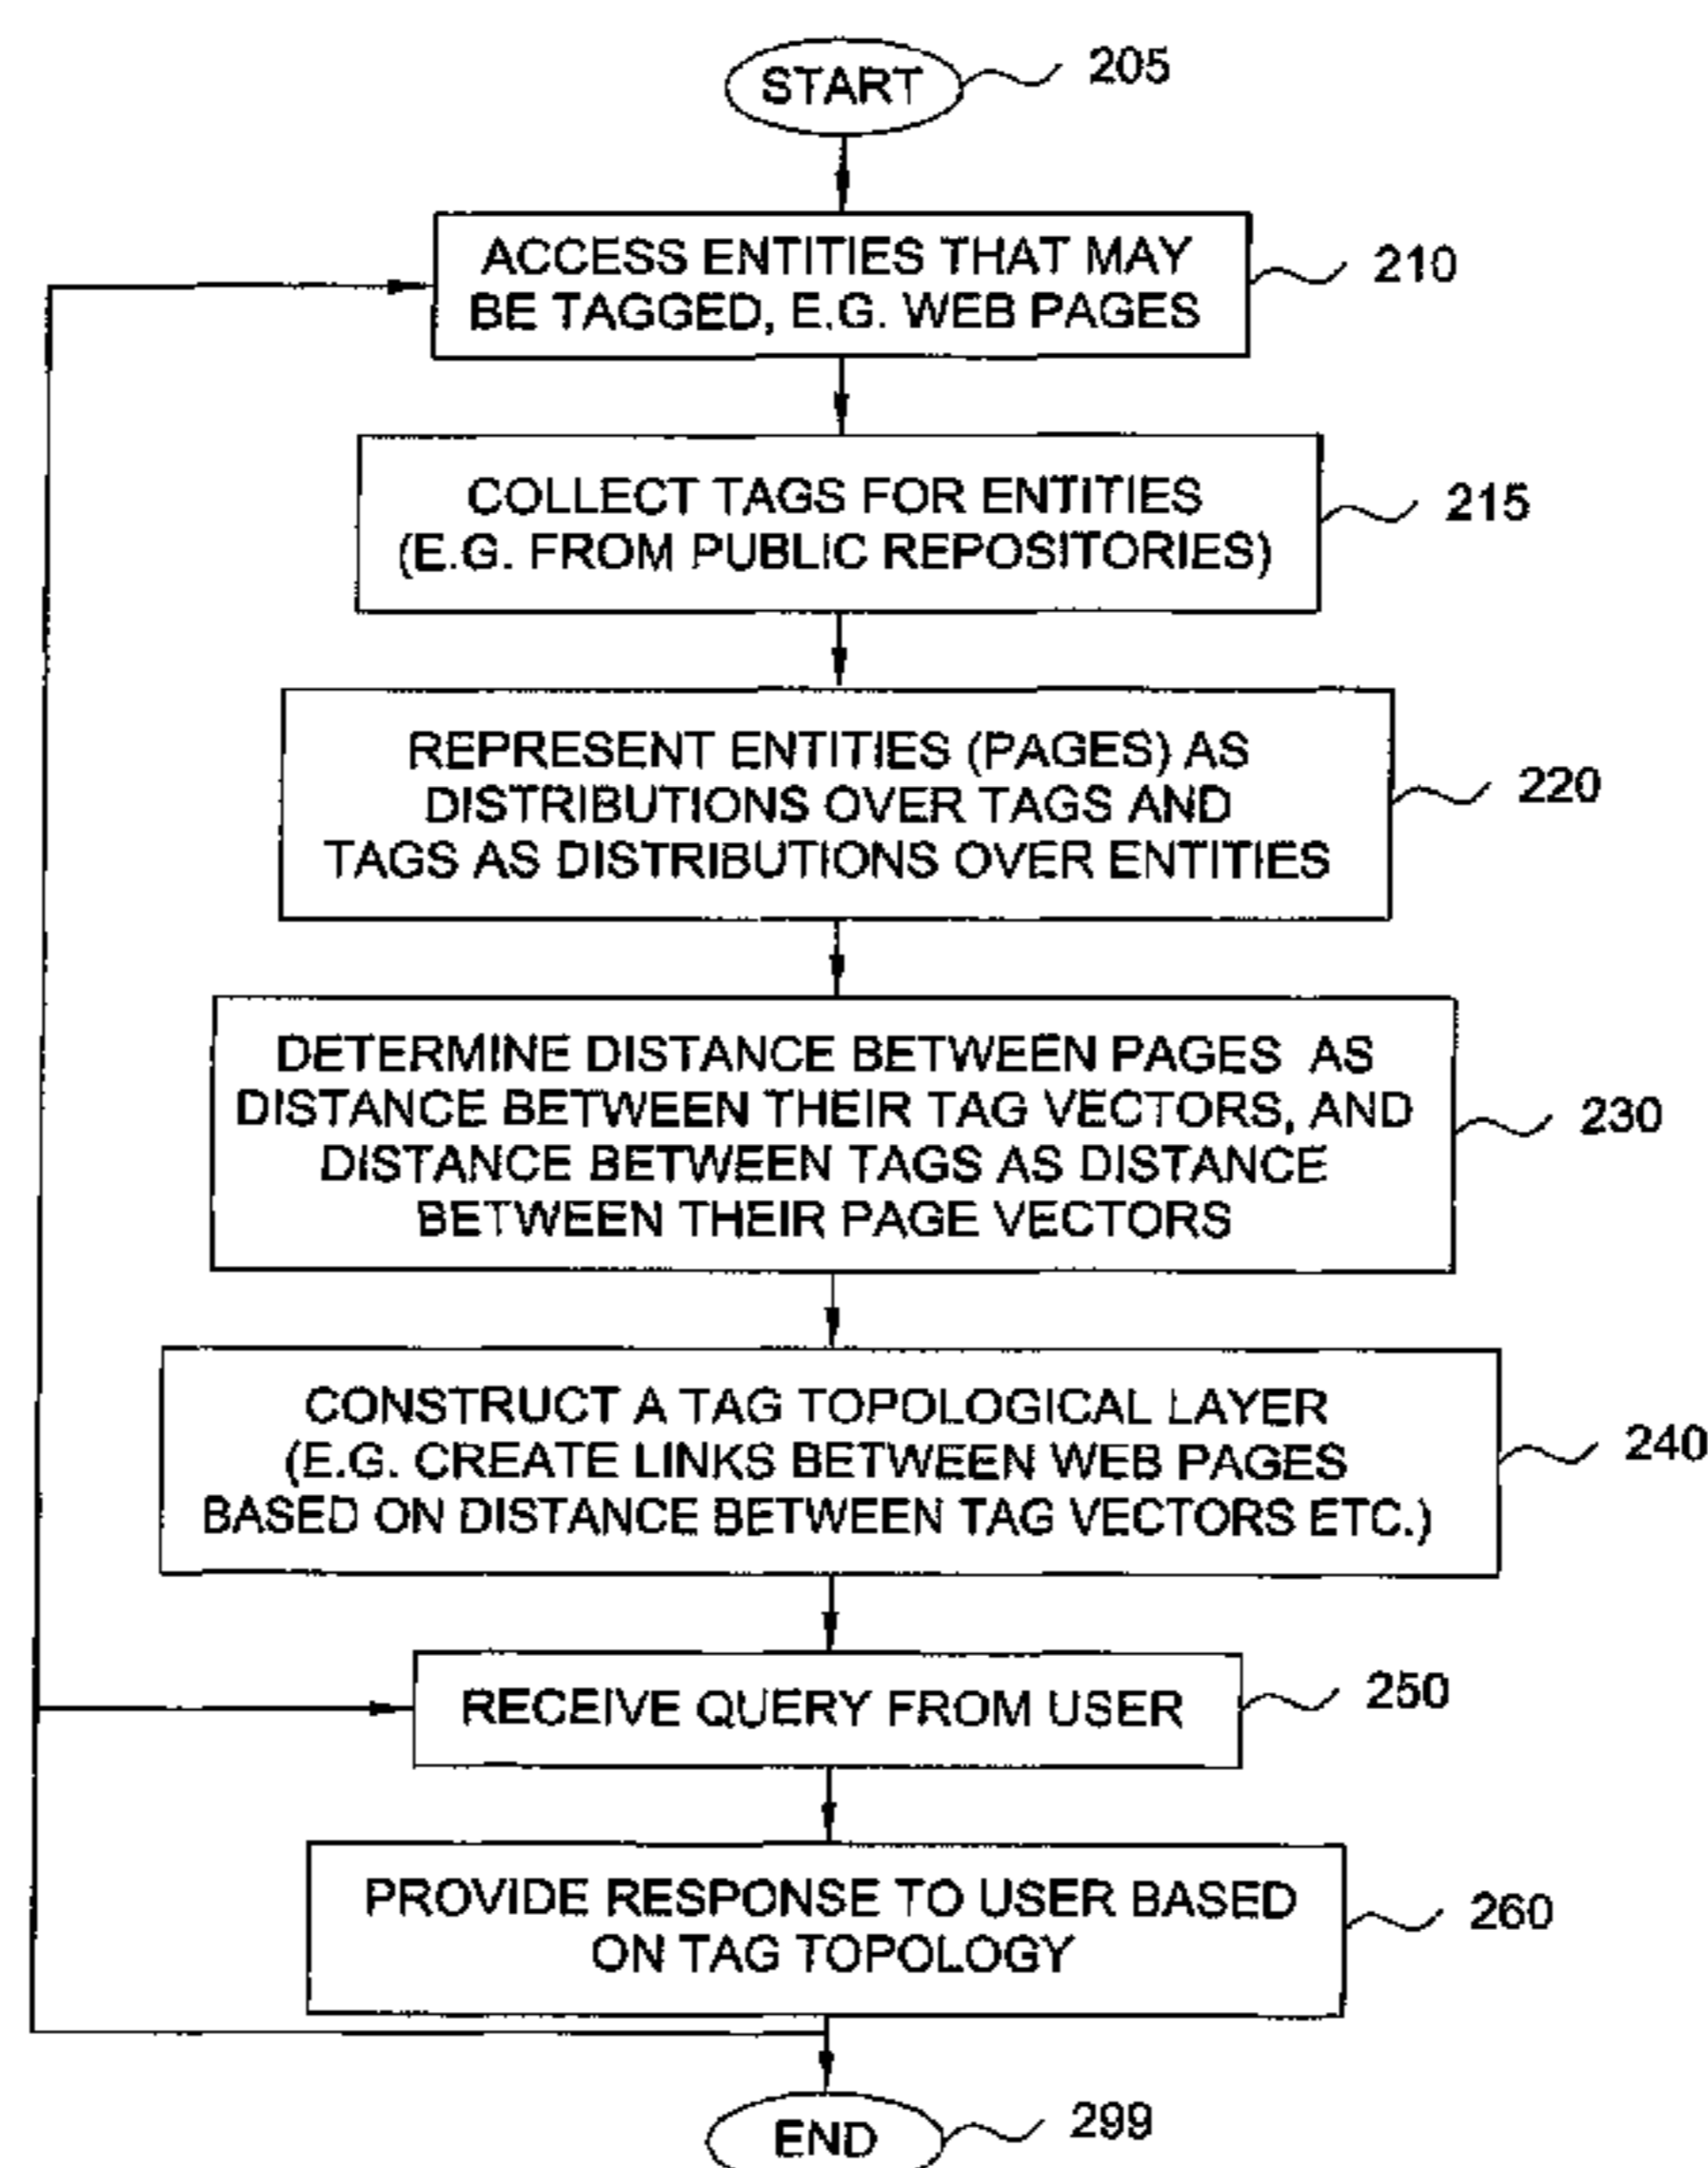 START
205
ACCESS ENTITIES THAT MAY
BE TAGGED, E.G. WEB PAGES
210
COLLECT TAGS FOR ENTITIES
(E.G. FROM PUBLIC REPOSITORIES)
215
REPRESENT ENTITIES (PAGES) AS
DISTRIBUTIONS OVER TAGS AND
TAGS AS DISTRIBUTIONS OVER ENTITIES
220
DETERMINE DISTANCE BETWEEN PAGES AS
DISTANCE BETWEEN THEIR TAG VECTORS, AND
DISTANCE BETWEEN TAGS AS DISTANCE
BETWEEN THEIR PAGE VECTORS
230
CONSTRUCT A TAG TOPOLOGICAL LAYER
(E.G. CREATE LINKS BETWEEN WEB PAGES
BASED ON DISTANCE BETWEEN TAG VECTORS ETC.)
240
RECEIVE QUERY FROM USER
250
PROVIDE RESPONSE TO USER BASED
ON TAG TOPOLOGY
260
END
299